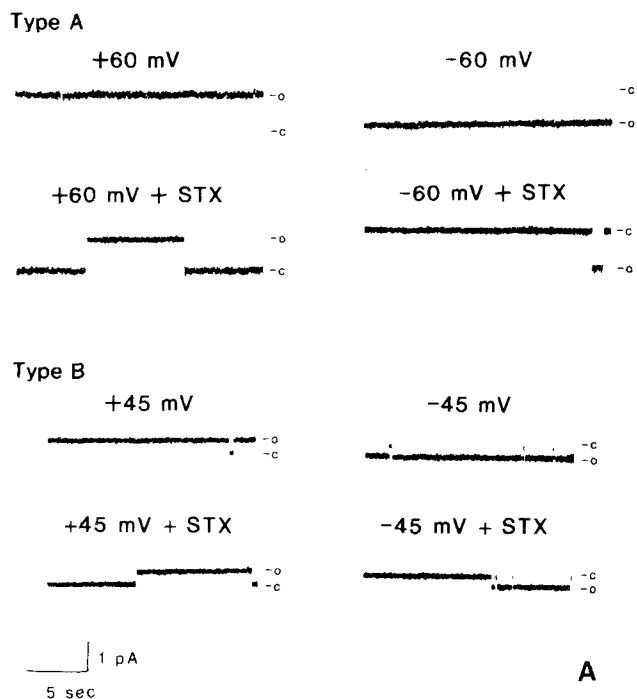 Type A
+60 mV
-o
-c
−60 mV
-c
-o
+60 mV + STX
-o
-c
−60 mV + STX
-c
-o
Type B
+45 mV
-o
-c
−45 mV
-c
-o
+45 mV + STX
-o
-c
−45 mV + STX
-c
-o
1 pA
5 sec
A